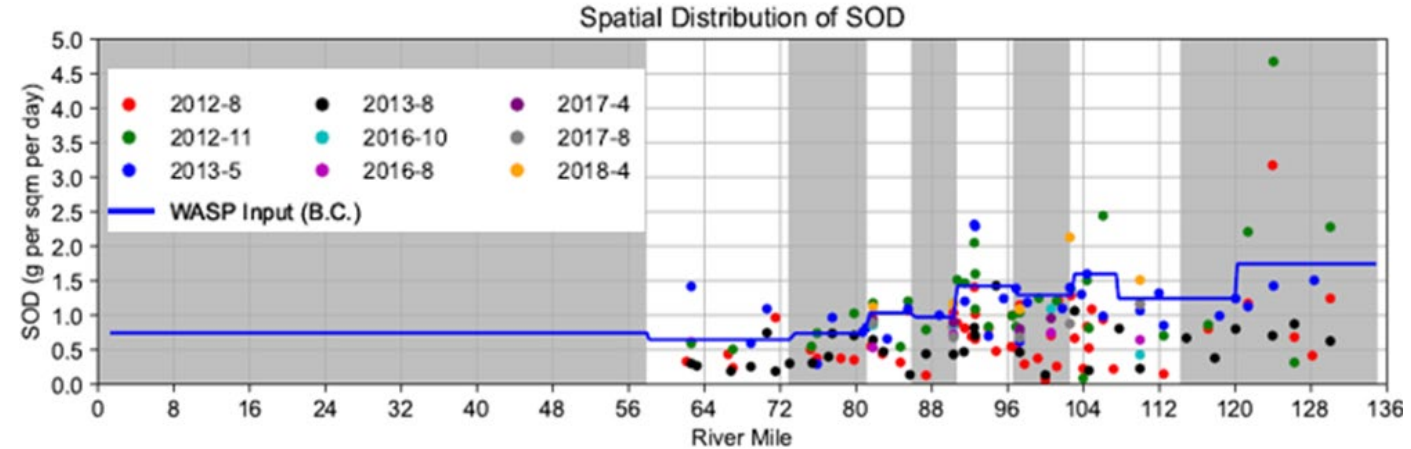 Spatial Distribution of SOD
SOD (g per sqm per day)
5.0
4.5
4.0
3.5
3.0
2.5
2.0
1.5
1.0
0.5
0.0
2012-8 2013-8 2017-4
2012-11 2016-10 2017-8
2013-5 2016-8 2018-4
WASP Input (B.C.)
0 8 16 24 32 40 48 56 64 72 80 88 96 104 112 120 128 136
River Mile